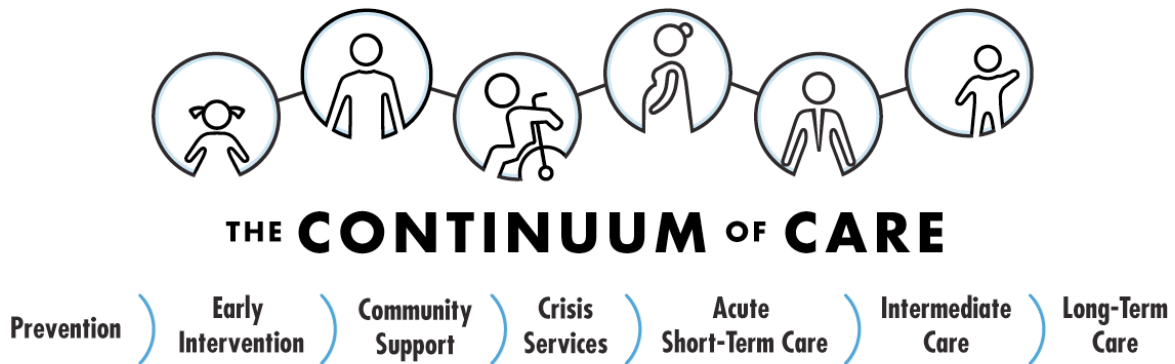 THE CONTINUUM OF CARE
Prevention
Early
Intervention
Community
Support
Crisis
Services
Acute
Short-Term Care
Intermediate
Care
Long-Term
Care